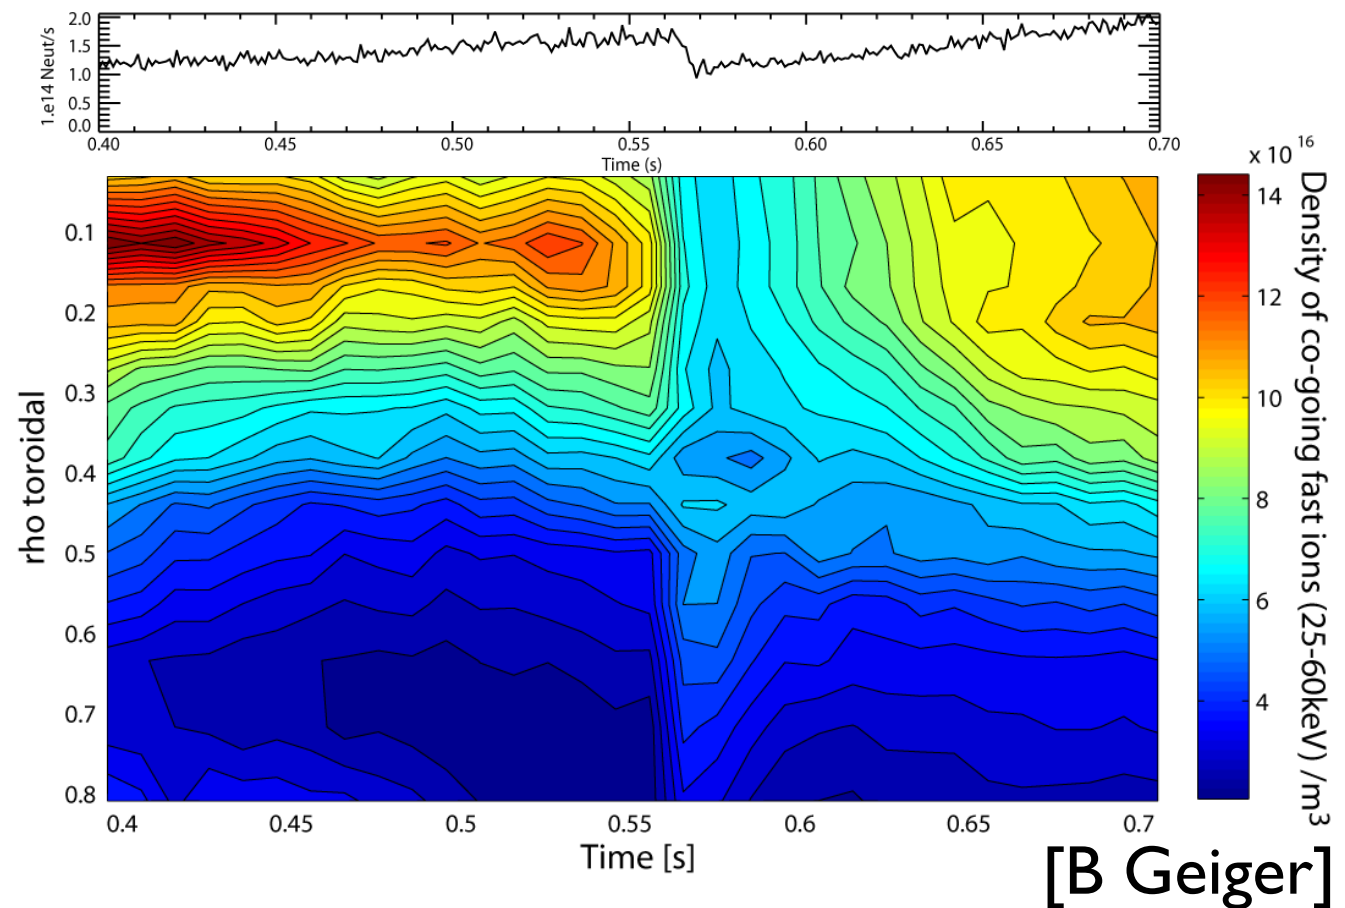 1.e14 Neut/s
2.0
1.5
1.0
0.5
0.0
0.40 0.45 0.50 0.55 0.60 0.65 0.70
Time (s)
x 10 16
rho toroidal
0.1
0.2
0.3
0.4
0.5
0.6
0.7
0.8
0.4 0.45 0.5 0.55 0.6 0.65 0.7
Time [s]
14
12
10
8
6
4
Density of co-going fast ions (25-60keV) /m3
[B Geiger]